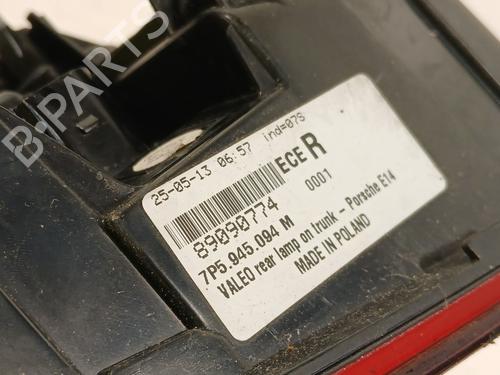 B-PARTS
25-05-13 06:57 ind=07S
ECE R
0001
89090774
7P5.945.094 M
VALEO rear lamp on trunk - Porsche E14
MADE IN POLAND